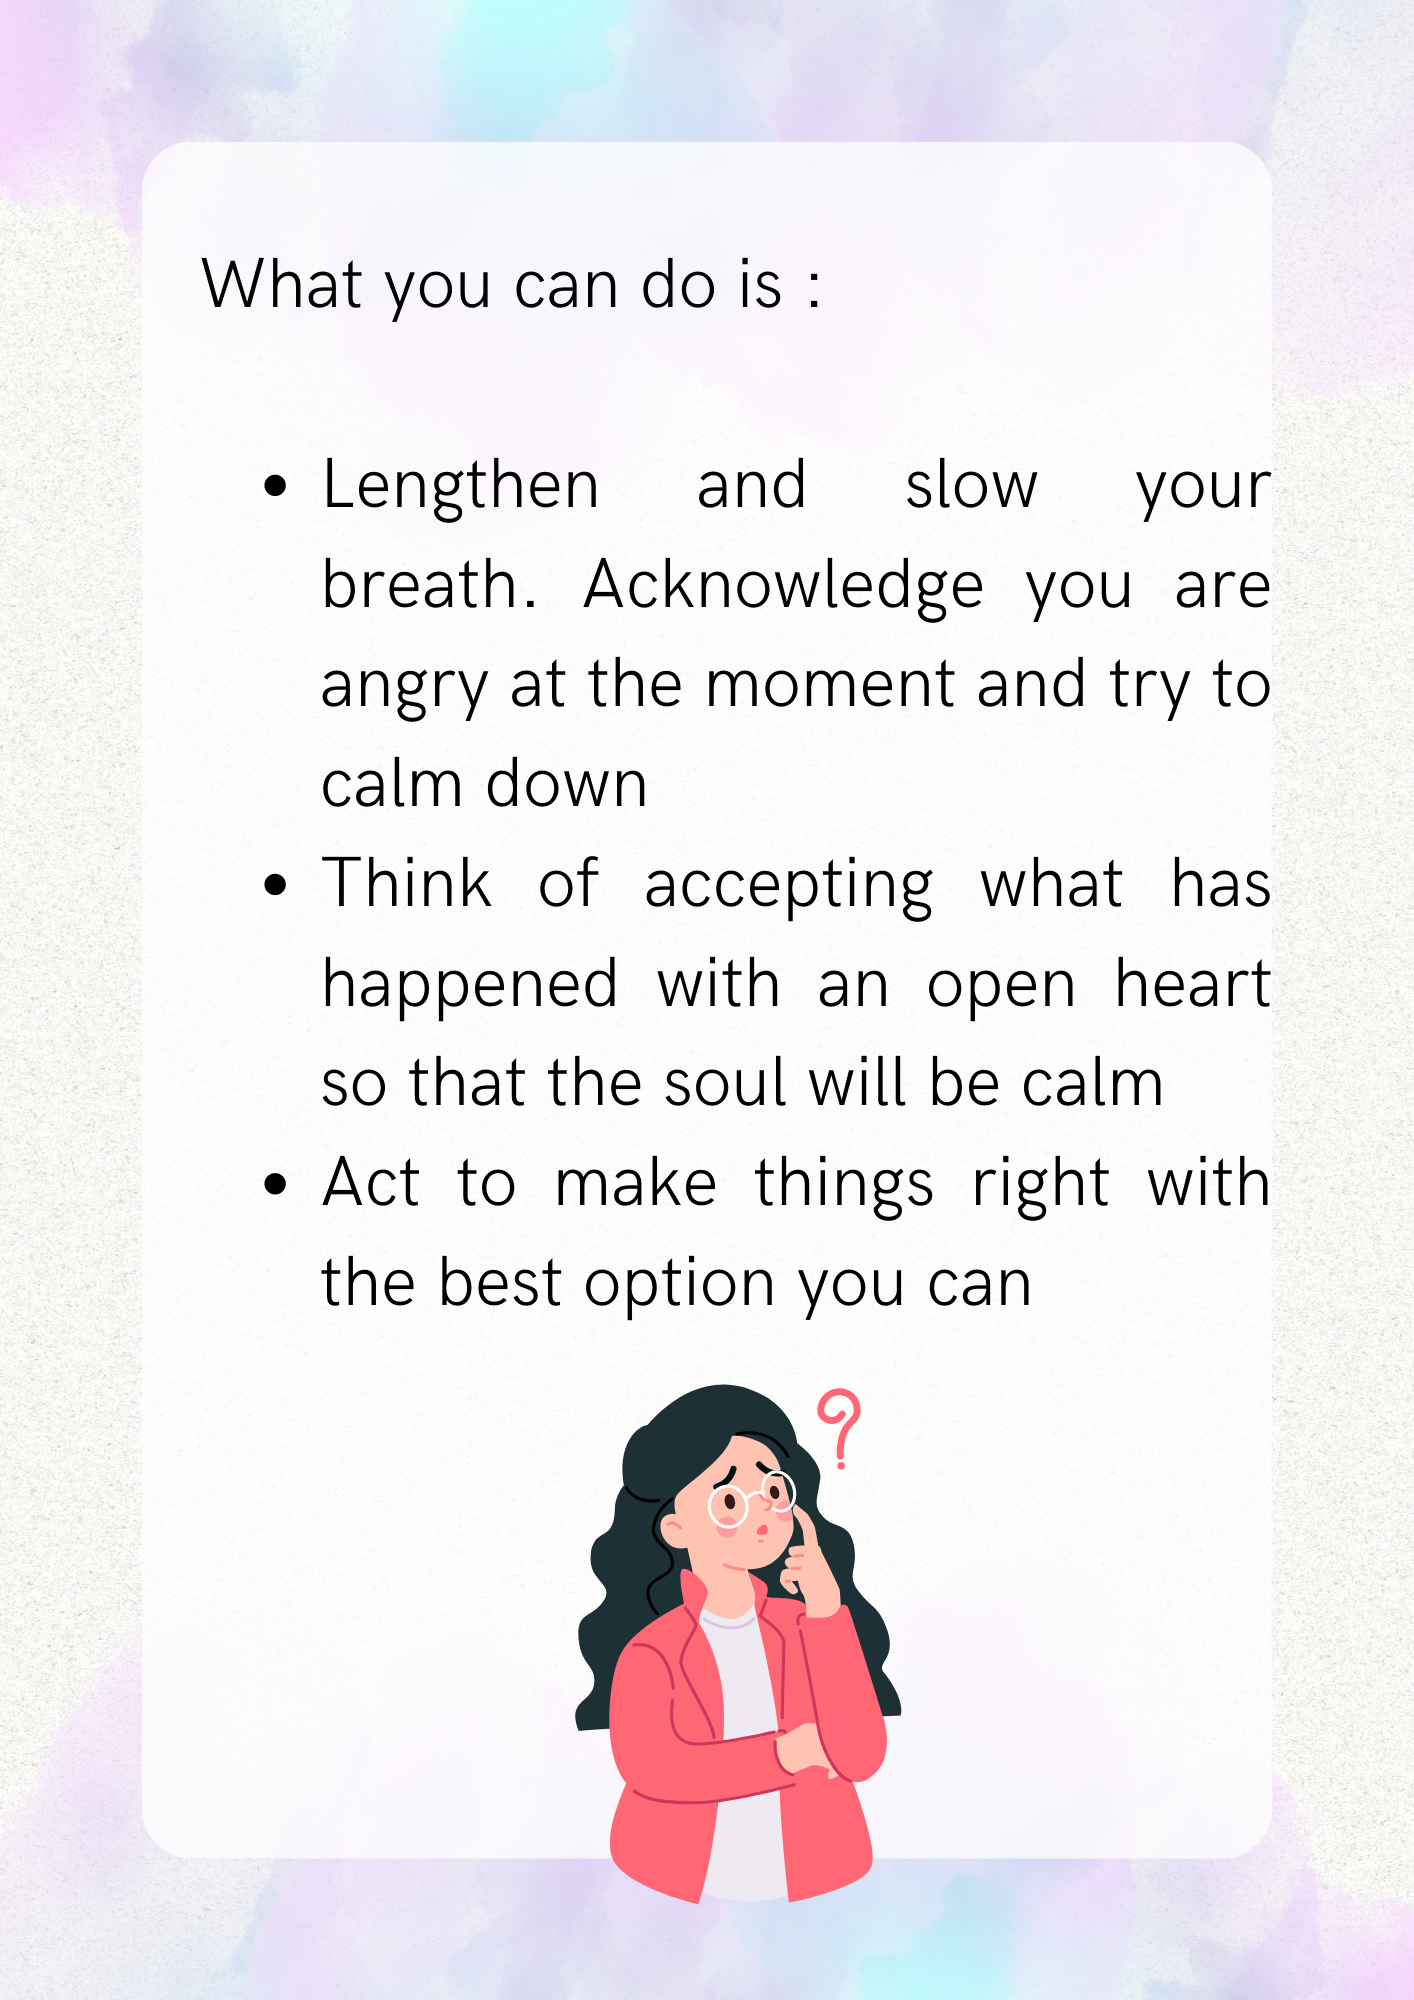 What you can do is :
• Lengthen and slow your
breath. Acknowledge you are
angry at the moment and try to
calm down
• Think of accepting what has
happened with an open heart
so that the soul will be calm
• Act to make things right with
the best option you can
?